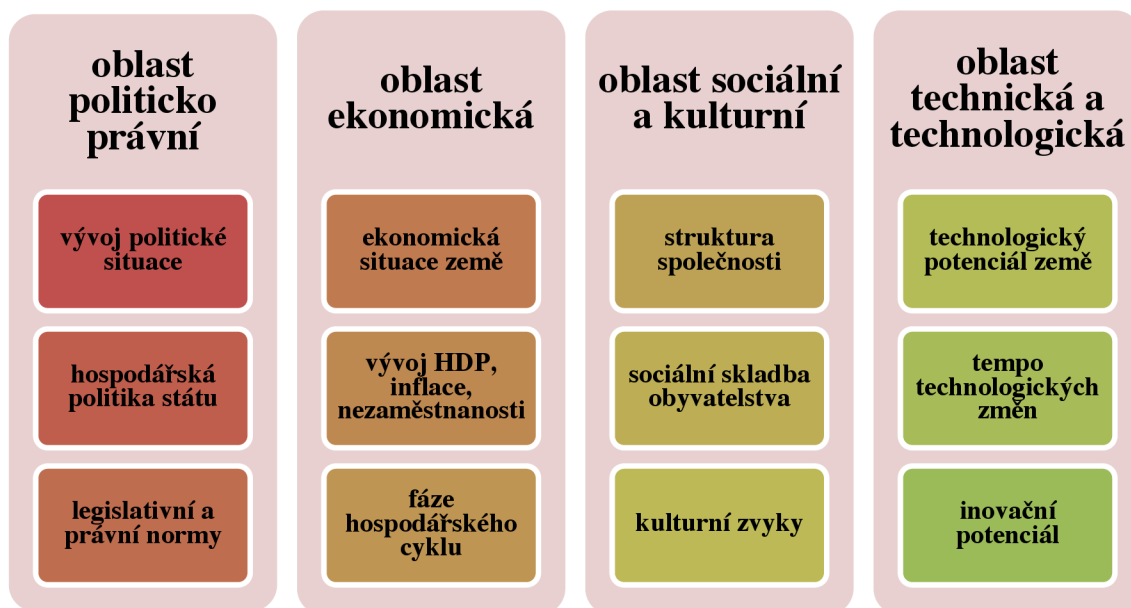 oblast
politicko
právní
vývoj politické
situace
hospodářská
politika státu
legislativní a
právní normy
oblast
ekonomická
ekonomická
situace země
vývoj HDP,
inflace,
nezaměstnanosti
fáze
hospodářského
cyklu
oblast sociální
a kulturní
struktura
společnosti
sociální skladba
obyvatelstva
kulturní zvyky
oblast
technická a
technologická
technologický
potenciál země
tempo
technologických
změn
inovační
potenciál